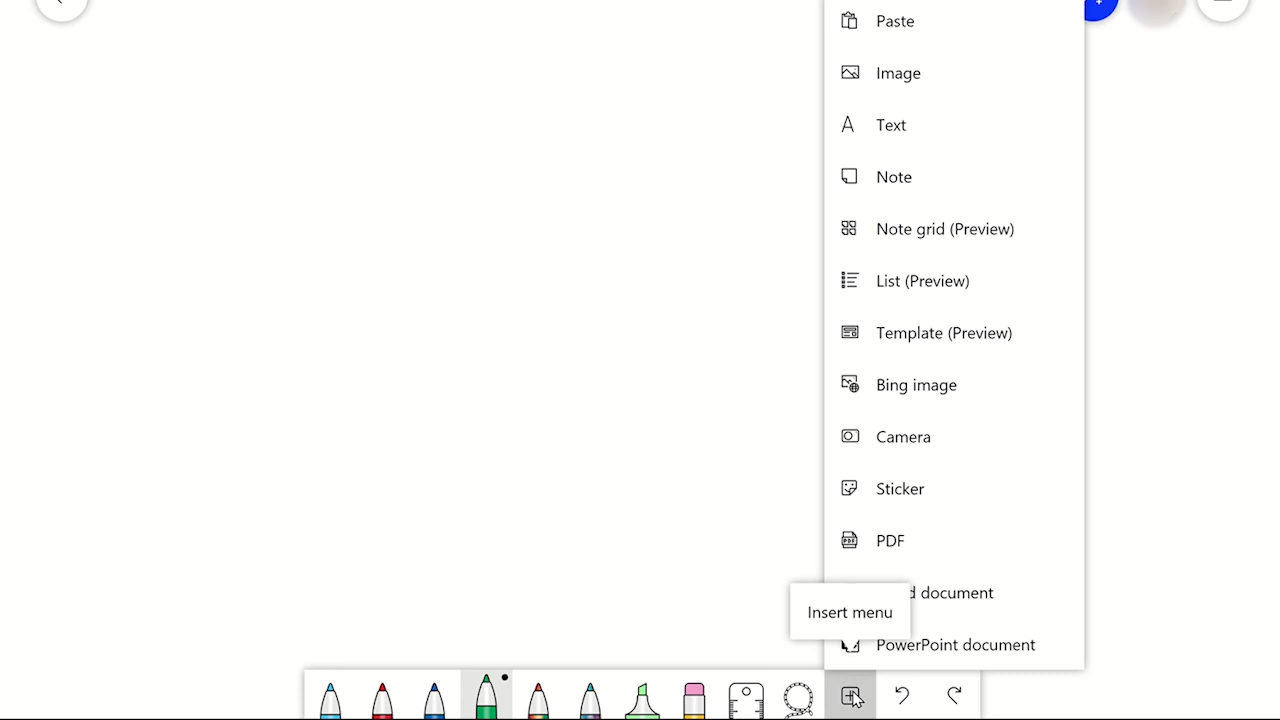 Paste
Image
Text
Note
Note grid (Preview)
List (Preview)
Template (Preview)
Bing image
Camera
Sticker
PDF
document
Insert menu
PowerPoint document